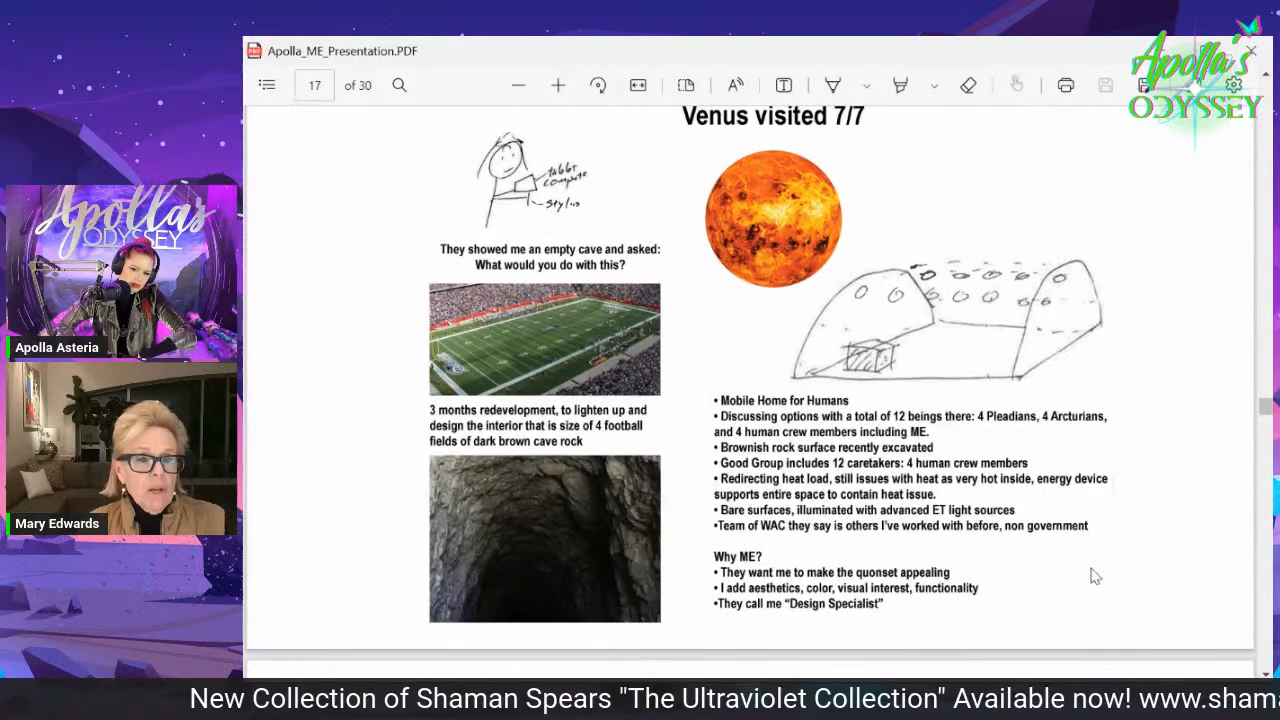 Apolla_ME_Presentation.PDF
17 of 30
Apolla's
ODYSSEY
Venus visited 7/7
tablet
computer
stylus
They showed me an empty cave and asked:
What would you do with this?
3 months redevelopment, to lighten up and
design the interior that is size of 4 football
fields of dark brown cave rock
• Mobile Home for Humans
• Discussing options with a total of 12 beings there: 4 Pleadians, 4 Arcturians,
and 4 human crew members including ME.
• Brownish rock surface recently excavated
• Good Group includes 12 caretakers: 4 human crew members
• Redirecting heat load, still issues with heat as very hot inside, energy device
supports entire space to contain heat issue.
• Bare surfaces, illuminated with advanced ET light sources
•Team of WAC they say is others I've worked with before, non government
Why ME?
• They want me to make the quonset appealing
• I add aesthetics, color, visual interest, functionality
•They call me “Design Specialist”
Apollas
ODYSSEY
Apolla Asteria
Mary Edwards
New Collection of Shaman Spears "The Ultraviolet Collection" Available now! www.sham